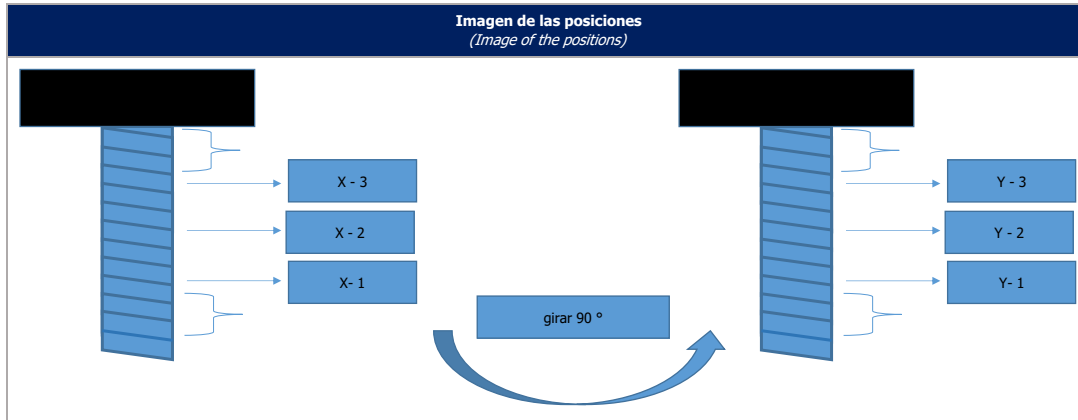 Imagen de las posiciones
(Image of the positions)
X - 3
X - 2
X- 1
girar 90 °
Y - 3
Y - 2
Y- 1